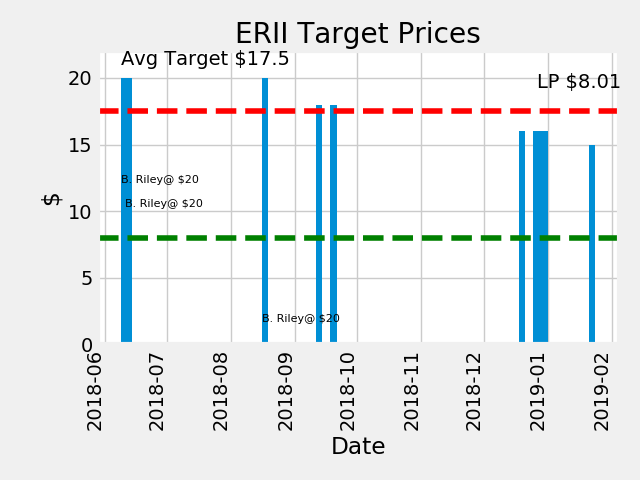 ERII Target Prices
Avg Target $17.5
LP $8.01
20
15
10
5
0
$
B. Riley@ $20
B. Riley@ $20
B. Riley@ $20
2018-06
2018-07
2018-08
2018-09
2018-10
2018-11
2018-12
2019-01
2019-02
Date